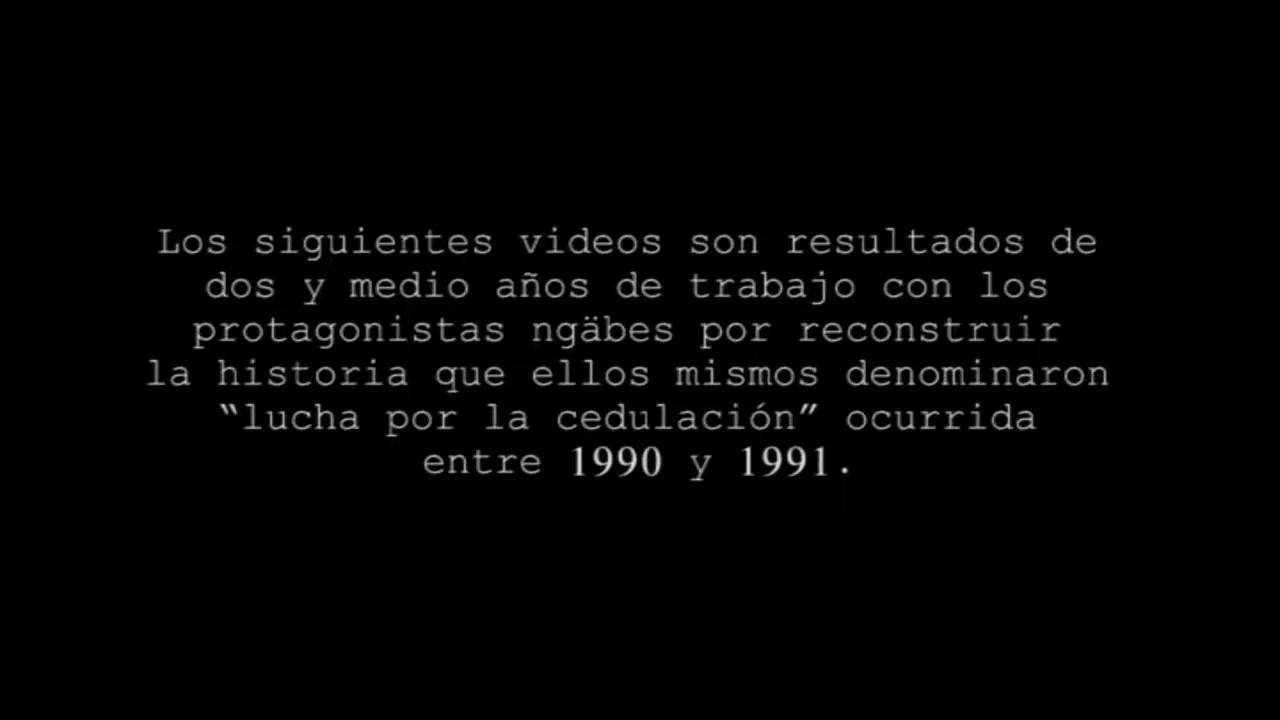 Los siguientes videos son resultados de
dos y medio años de trabajo con los
protagonistas ngäbes por reconstruir
la historia que ellos mismos denominaron
“lucha por la cedulación” ocurrida
entre 1990 y 1991.